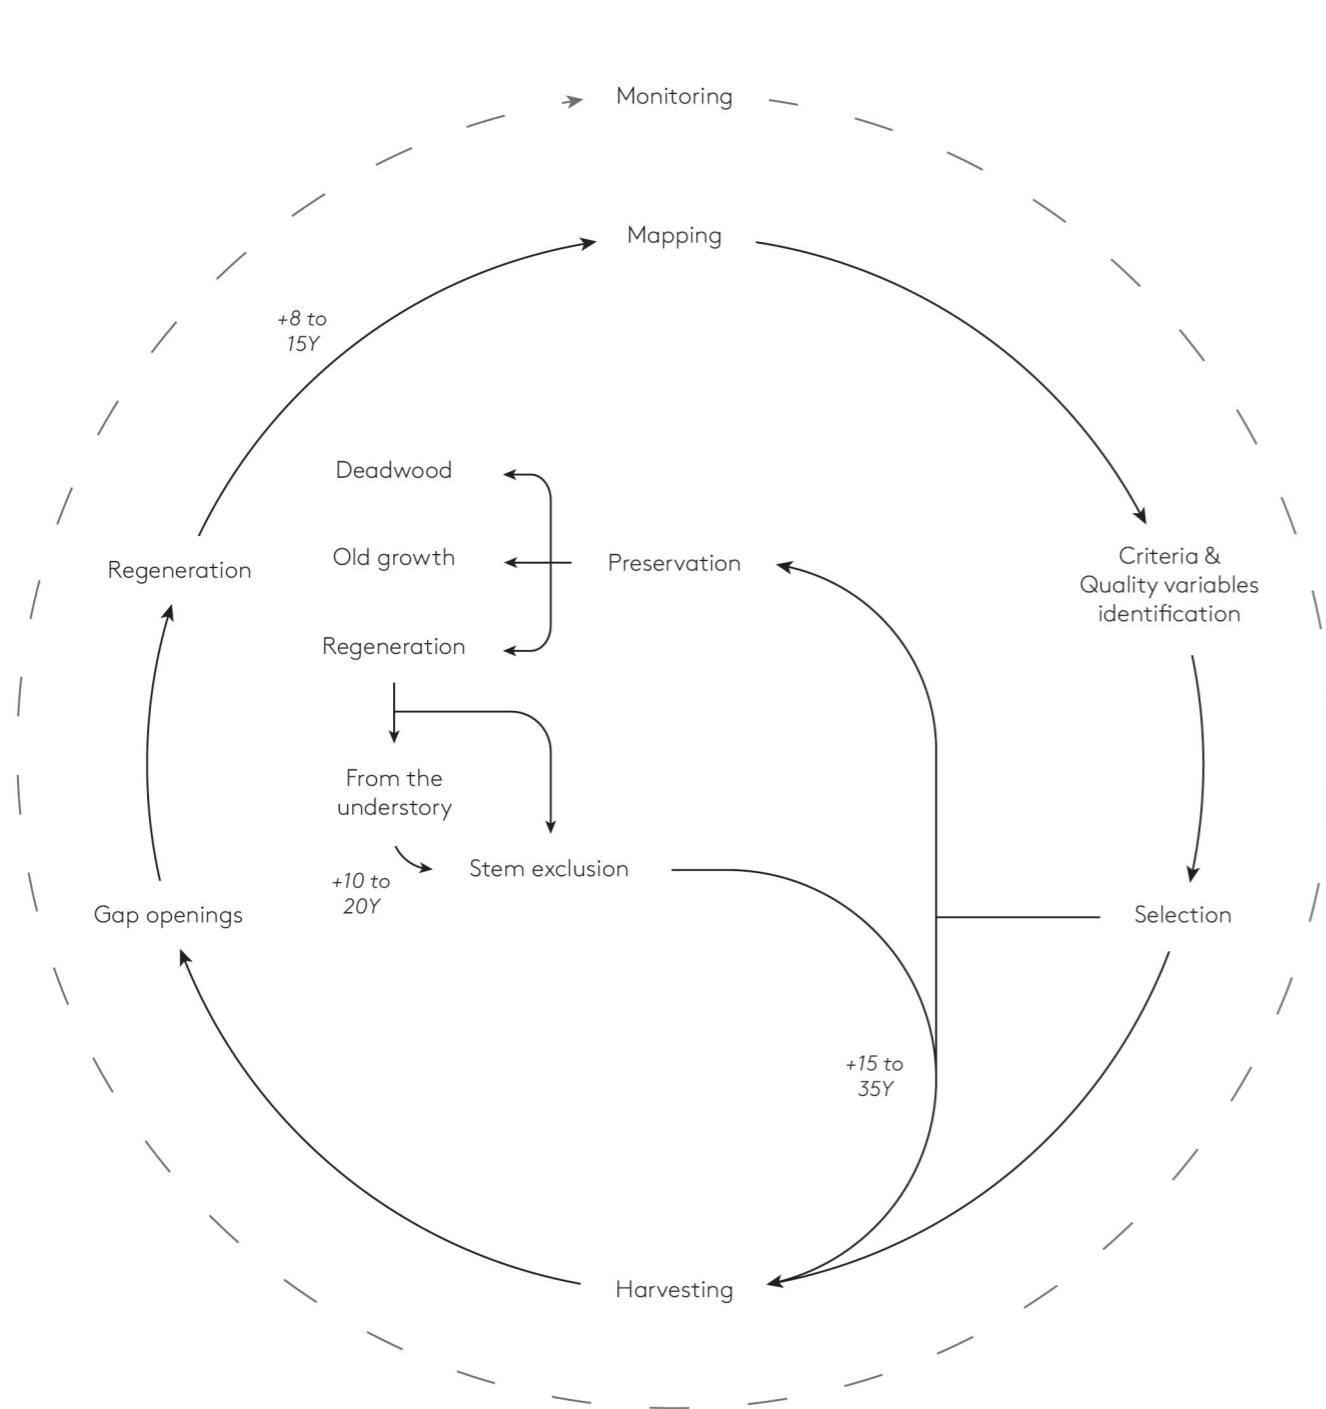 Monitoring
Mapping
+8 to
15Y
Deadwood
Old growth
Preservation
Criteria &
Quality variables
identification
Regeneration
Regeneration
From the
understory
Stem exclusion
+10 to
20Y
Gap openings
Selection
+15 to
35Y
Harvesting